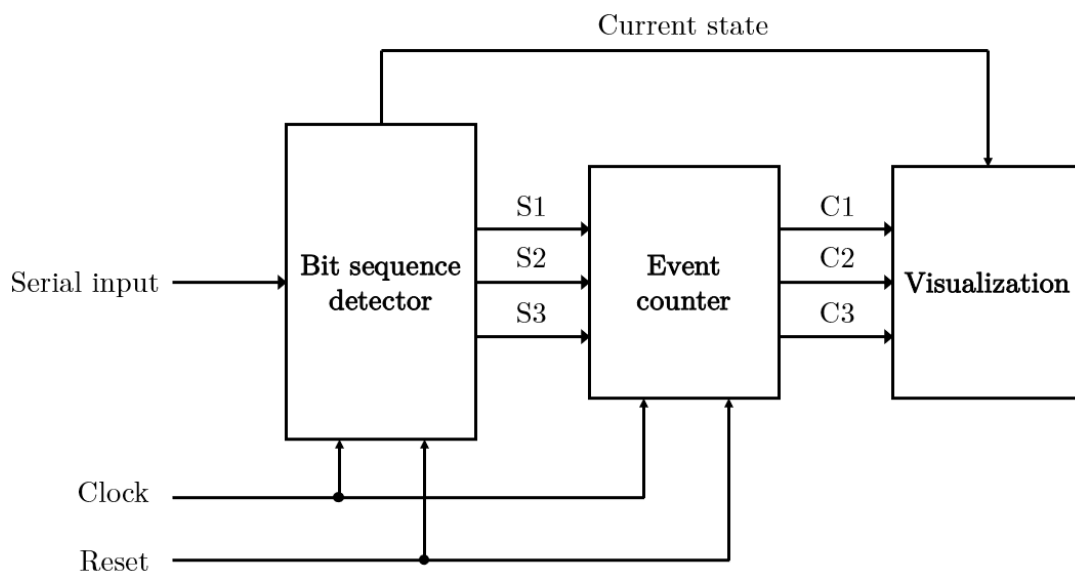 Current state
S1
S2
S3
C1
C2
C3
Serial input
Bit sequence
detector
Event
counter
Visualization
Clock
Reset